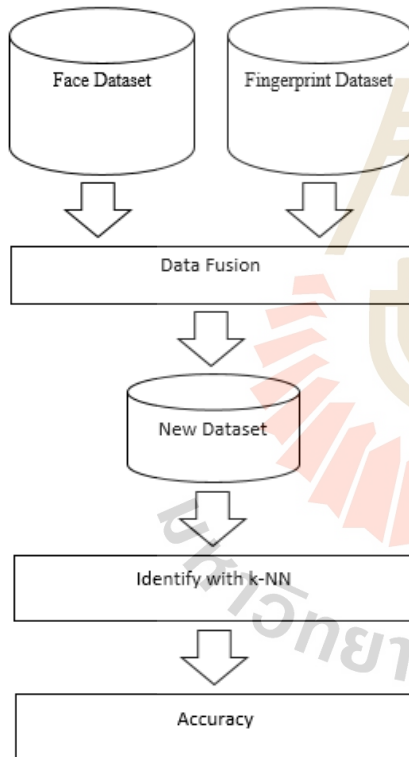 Face Dataset
Fingerprint Dataset
Data Fusion
New Dataset
Identify with k-NN
Accuracy